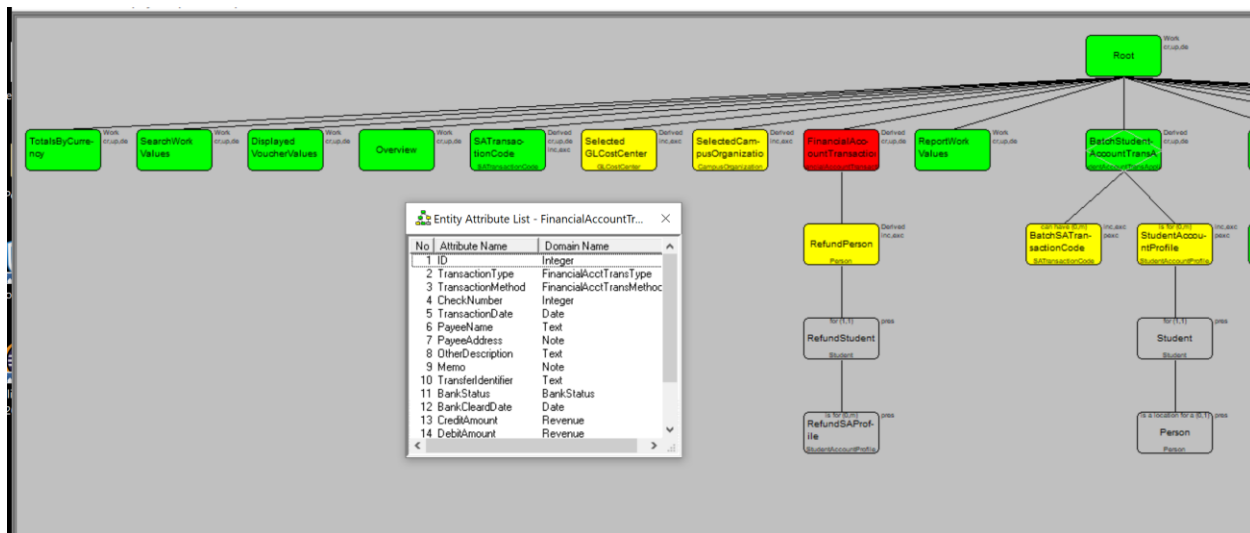 Root
Work
cr,up,de
TotalsByCurre-
ncy
Work
cr,up,de
SearchWork
Values
Work
cr,up,de
Displayed
VoucherValues
Work
cr,up,de
Overview
Work
cr,up,de
SATransac-
tionCode
SATransactionCode
Derived
cr,up,de
inc,exc
Selected
GLCostCenter
GLCostCenter
Derived
inc,exc
SelectedCam-
pusOrganizatio
CampusOrganization
Derived
inc,exc
FinancialAcc-
ountTransactio
Derived
cr,up,de
ReportWork
Values
Work
cr,up,de
BatchStudent-
AccountTransA
Derived
cr,up,de
RefundPerson
Person
Derived
inc,exc
can have (0,m)
BatchSATran-
sactionCode
SATransactionCode
inc,exc
pexc
is for (0,m)
StudentAccou-
ntProfile
StudentAccountProfile
inc,exc
pexc
for (1,1)
RefundStudent
Student
pres
for (1,1)
Student
Student
pres
is for (0,m)
RefundSAProf-
ile
StudentAccountProfile
pres
is a location for a (0,1)
Person
Person
pres
Entity Attribute List - FinancialAccountTr...
No Attribute Name Domain Name
1 ID Integer
2 TransactionType FinancialAcctTransType
3 TransactionMethod FinancialAcctTransMethod
4 CheckNumber Integer
5 TransactionDate Date
6 PayeeName Text
7 PayeeAddress Note
8 OtherDescription Text
9 Memo Note
10 TransferIdentifier Text
11 BankStatus BankStatus
12 BankCleardDate Date
13 CreditAmount Revenue
14 DebitAmount Revenue